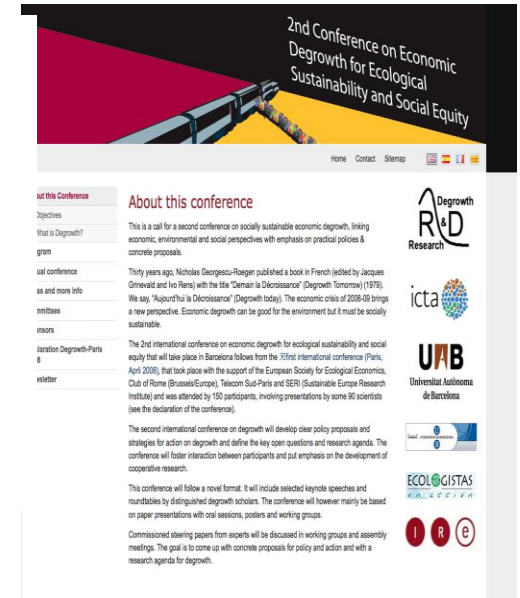 2nd Conference on Economic
Degrowth for Ecological
Sustainability and Social Equity
Home Contact Sitemap
out this Conference
Objectives
What is Degrowth?
gram
ual conference
ss and more info
mmittees
nsors
laration Degrowth-Paris
8
wsletter
About this conference
This is a call for a second conference on socially sustainable economic degrowth, linking
economic, environmental and social perspectives with emphasis on practical policies &
concrete proposals.
Thirty years ago, Nicholas Georgescu-Roegen published a book in French (edited by Jacques
Grinevald and Ivo Rens) with the title "Demain la Décroissance" (Degrowth Tomorrow) (1979).
We say, "Aujourd'hui la Décroissance" (Degrowth today). The economic crisis of 2008-09 brings
a new perspective. Economic degrowth can be good for the environment but it must be socially
sustainable.
The 2nd international conference on economic degrowth for ecological sustainability and social
equity that will take place in Barcelona follows from the first international conference (Paris,
April 2008), that took place with the support of the European Society for Ecological Economics,
Club of Rome (Brussels/Europe), Telecom Sud-Paris and SERI (Sustainable Europe Research
Institute) and was attended by 150 participants, involving presentations by some 90 scientists
(see the declaration of the conference).
The second international conference on degrowth will develop clear policy proposals and
strategies for action on degrowth and define the key open questions and research agenda. The
conference will foster interaction between participants and put emphasis on the development of
cooperative research.
This conference will follow a novel format. It will include selected keynote speeches and
roundtables by distinguished degrowth scholars. The conference will however mainly be based
on paper presentations with oral sessions, posters and working groups.
Commissioned steering papers from experts will be discussed in working groups and assembly
meetings. The goal is to come up with concrete proposals for policy and action and with a
research agenda for degrowth.
Degrowth
R&D
Research
icta
UAB
Universitat Autònoma
de Barcelona
ECOLOGISTAS
en acción
I R e